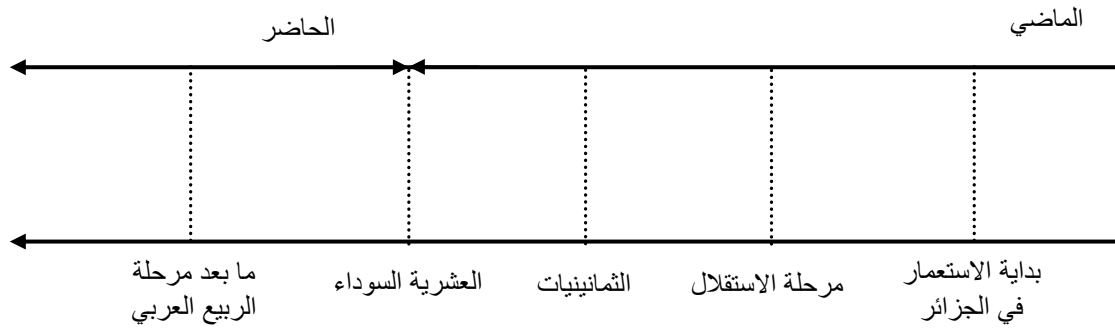 الماضي
الحاضر
بداية الاستعمار
في الجزائر
مرحلة الاستقلال
الثمانينيات
العشرية السوداء
ما بعد مرحلة
الربيع العربي